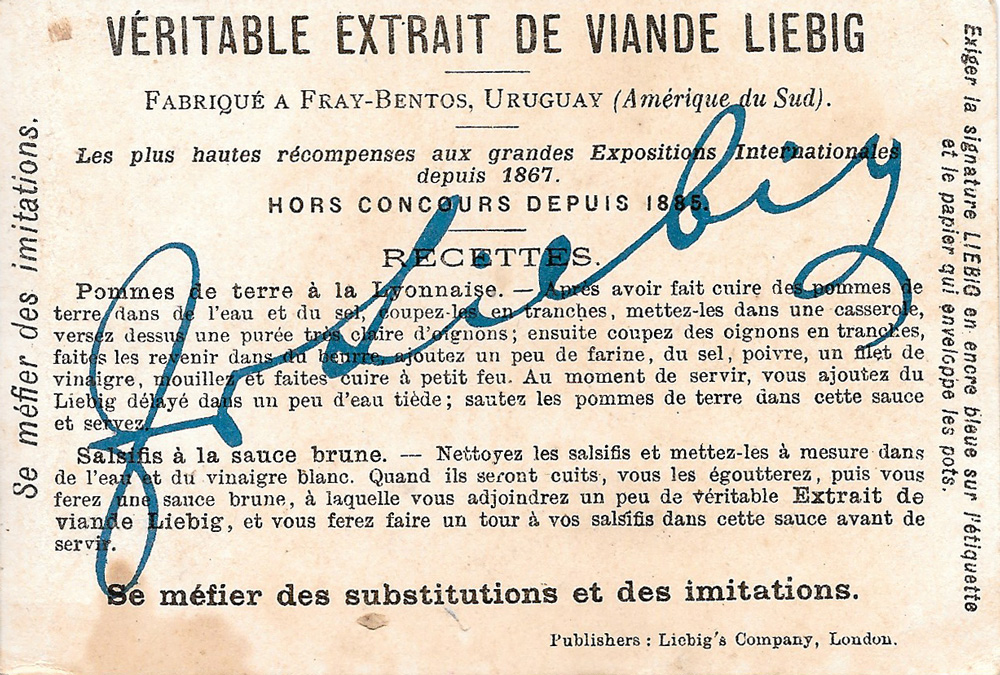 VÉRITABLE EXTRAIT DE VIANDE LIEBIG
FABRIQUÉ A FRAY-BENTOS, URUGUAY (Amérique du Sud).
Les plus hautes récompenses aux grandes Expositions Internationales
depuis 1867.
HORS CONCOURS DEPUIS 1885.
RECETTES.
Pommes de terre à la Lyonnaise. — Après avoir fait cuire des pommes de
terre dans de l'eau et du sel, coupez-les en tranches, mettez-les dans une casserole,
versez dessus une purée très claire d'oignons; ensuite coupez des oignons en tranches,
faites les revenir dans du beurre, ajoutez un peu de farine, du sel, poivre, un filet de
vinaigre, mouillez et faites cuire à petit feu. Au moment de servir, vous ajoutez du
Liebig délayé dans un peu d'eau tiède; sautez les pommes de terre dans cette sauce
et servez.
Salsifis à la sauce brune. — Nettoyez les salsifis et mettez-les à mesure dans
de l'eau et du vinaigre blanc. Quand ils seront cuits, vous les égoutterez, puis vous
ferez une sauce brune, à laquelle vous adjoindrez un peu de véritable Extrait de
viande Liebig, et vous ferez faire un tour à vos salsifis dans cette sauce avant de
servir.
Se méfier des substitutions et des imitations.
Publishers: Liebig's Company, London.
Se méfier des imitations.
Exiger la signature LIEBIG en encre bleue sur l'étiquette
et le papier qui enveloppe les pots.
J v Liebig